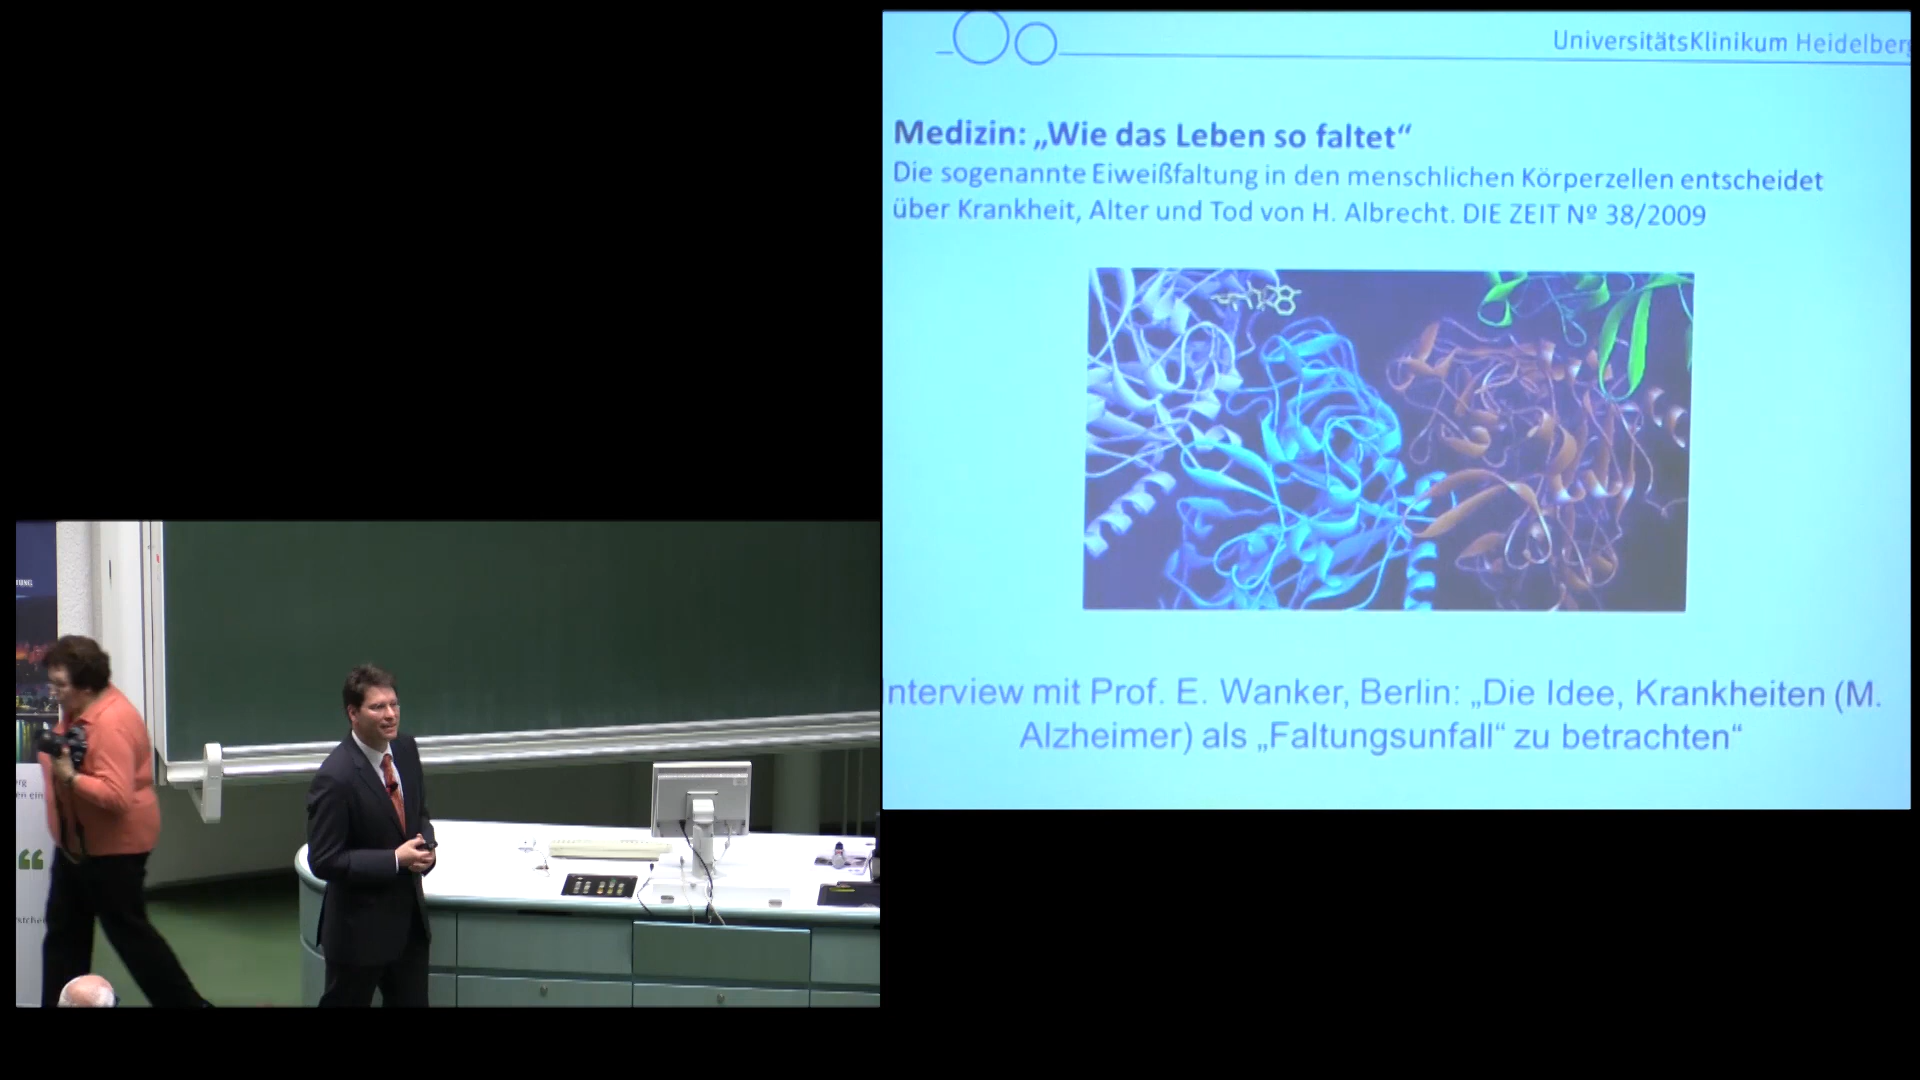 UniversitätsKlinikum Heidelberg
Medizin: „Wie das Leben so faltet“
Die sogenannte Eiweißfaltung in den menschlichen Körperzellen entscheidet
über Krankheit, Alter und Tod von H. Albrecht. DIE ZEIT Nº 38/2009
nterview mit Prof. E. Wanker, Berlin: „Die Idee, Krankheiten (M.
Alzheimer) als „Faltungsunfall“ zu betrachten“